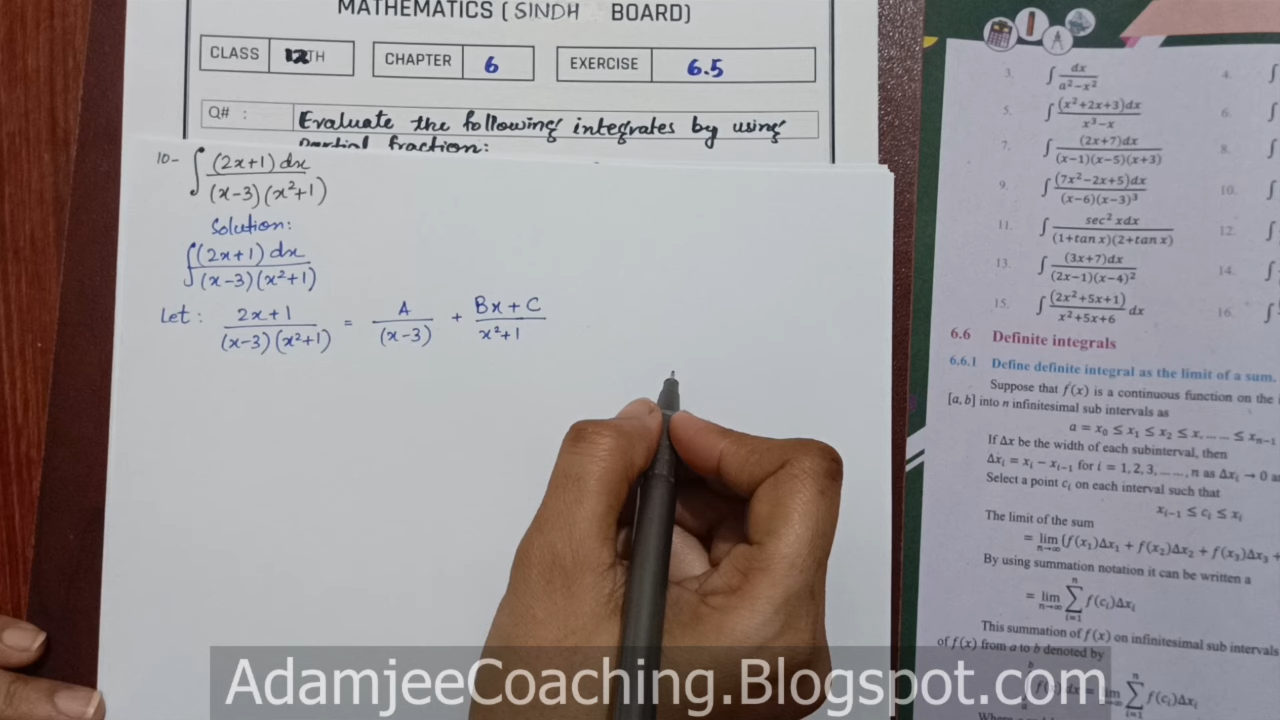 MATHEMATICS ( SINDH BOARD)
CLASS 12TH CHAPTER 6 EXERCISE 6.5
Q# : Evaluate the following integrates by using
partial fraction:
10- ∫ (2x+1) dx / (x-3) (x²+1)
Solution:
∫ (2x+1) dx / (x-3) (x²+1)
Let : 2x+1 / (x-3) (x²+1) = A / (x-3) + Bx + C / x²+1
3. ∫ dx / a²-x²
4. ∫
5. ∫ (x²+2x+3)dx / x³-x
6. ∫
7. ∫ (2x+7)dx / (x-1)(x-5)(x+3)
8. ∫
9. ∫ (7x²-2x+5)dx / (x-6)(x-3)³
10. ∫
11. ∫ sec² xdx / (1+tan x)(2+tan x)
12. ∫
13. ∫ (3x+7)dx / (2x-1)(x-4)²
14. ∫
15. ∫ (2x²+5x+1) / x²+5x+6 dx
16. ∫
6.6 Definite integrals
6.6.1 Define definite integral as the limit of a sum.
Suppose that f(x) is a continuous function on the
[a, b] into n infinitesimal sub intervals as
a = x₀ ≤ x₁ ≤ x₂ ≤ x, ... ... ≤ xₙ₋₁
If Δx be the width of each subinterval, then
Δxᵢ = xᵢ − xᵢ₋₁ for i = 1, 2, 3, ... ..., n as Δxᵢ → 0
Select a point cᵢ on each interval such that
xᵢ₋₁ ≤ cᵢ ≤ xᵢ
The limit of the sum
= lim n→∞ {f(x₁)Δx₁ + f(x₂)Δx₂ + f(x₃)Δx₃ +
By using summation notation it can be written a
= lim n→∞ ∑ n i=1 f(cᵢ)Δxᵢ
This summation of f(x) on infinitesimal sub intervals
of f(x) from a to b denoted by
= lim n→∞ ∑ n i=1 f(cᵢ)Δxᵢ
AdamjeeCoaching.Blogspot.com